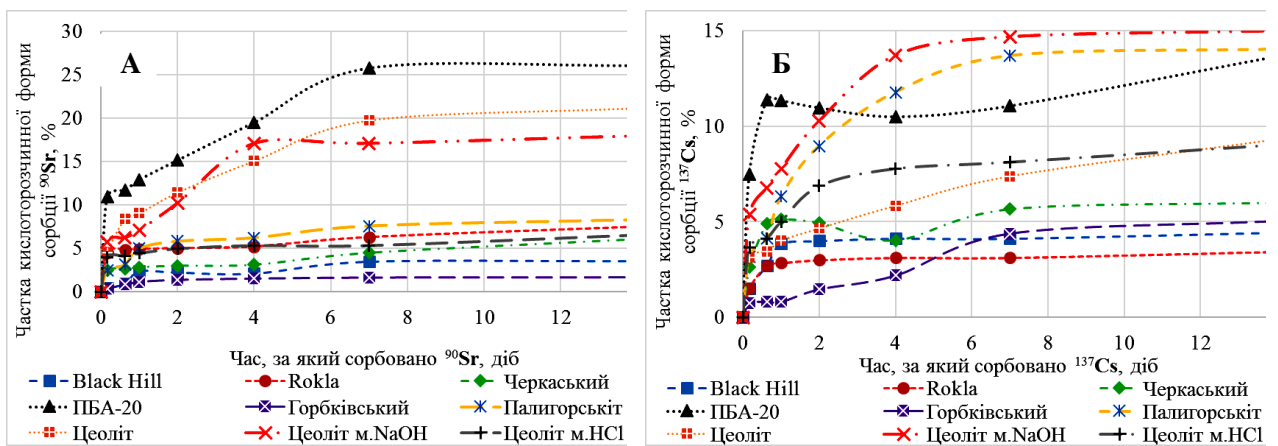 А
Частка кислоторозчинної форми
сорбції ⁹⁰Sr, %
30
25
20
15
10
5
0
0 2 4 6 8 10 12
Час, за який сорбовано ⁹⁰Sr, діб
Black Hill Rokla Черкаський
ПБА-20 Горбківський Палигорськіт
Цеоліт Цеоліт м.NaOH Цеоліт м.HCl
Б
Частка кислоторозчинної форми
сорбції ¹³⁷Cs, %
15
10
5
0
0 2 4 6 8 10 12
Час, за який сорбовано ¹³⁷Cs, діб
Black Hill Rokla Черкаський
ПБА-20 Горбківський Палигорськіт
Цеоліт Цеоліт м.NaOH Цеоліт м.HCl